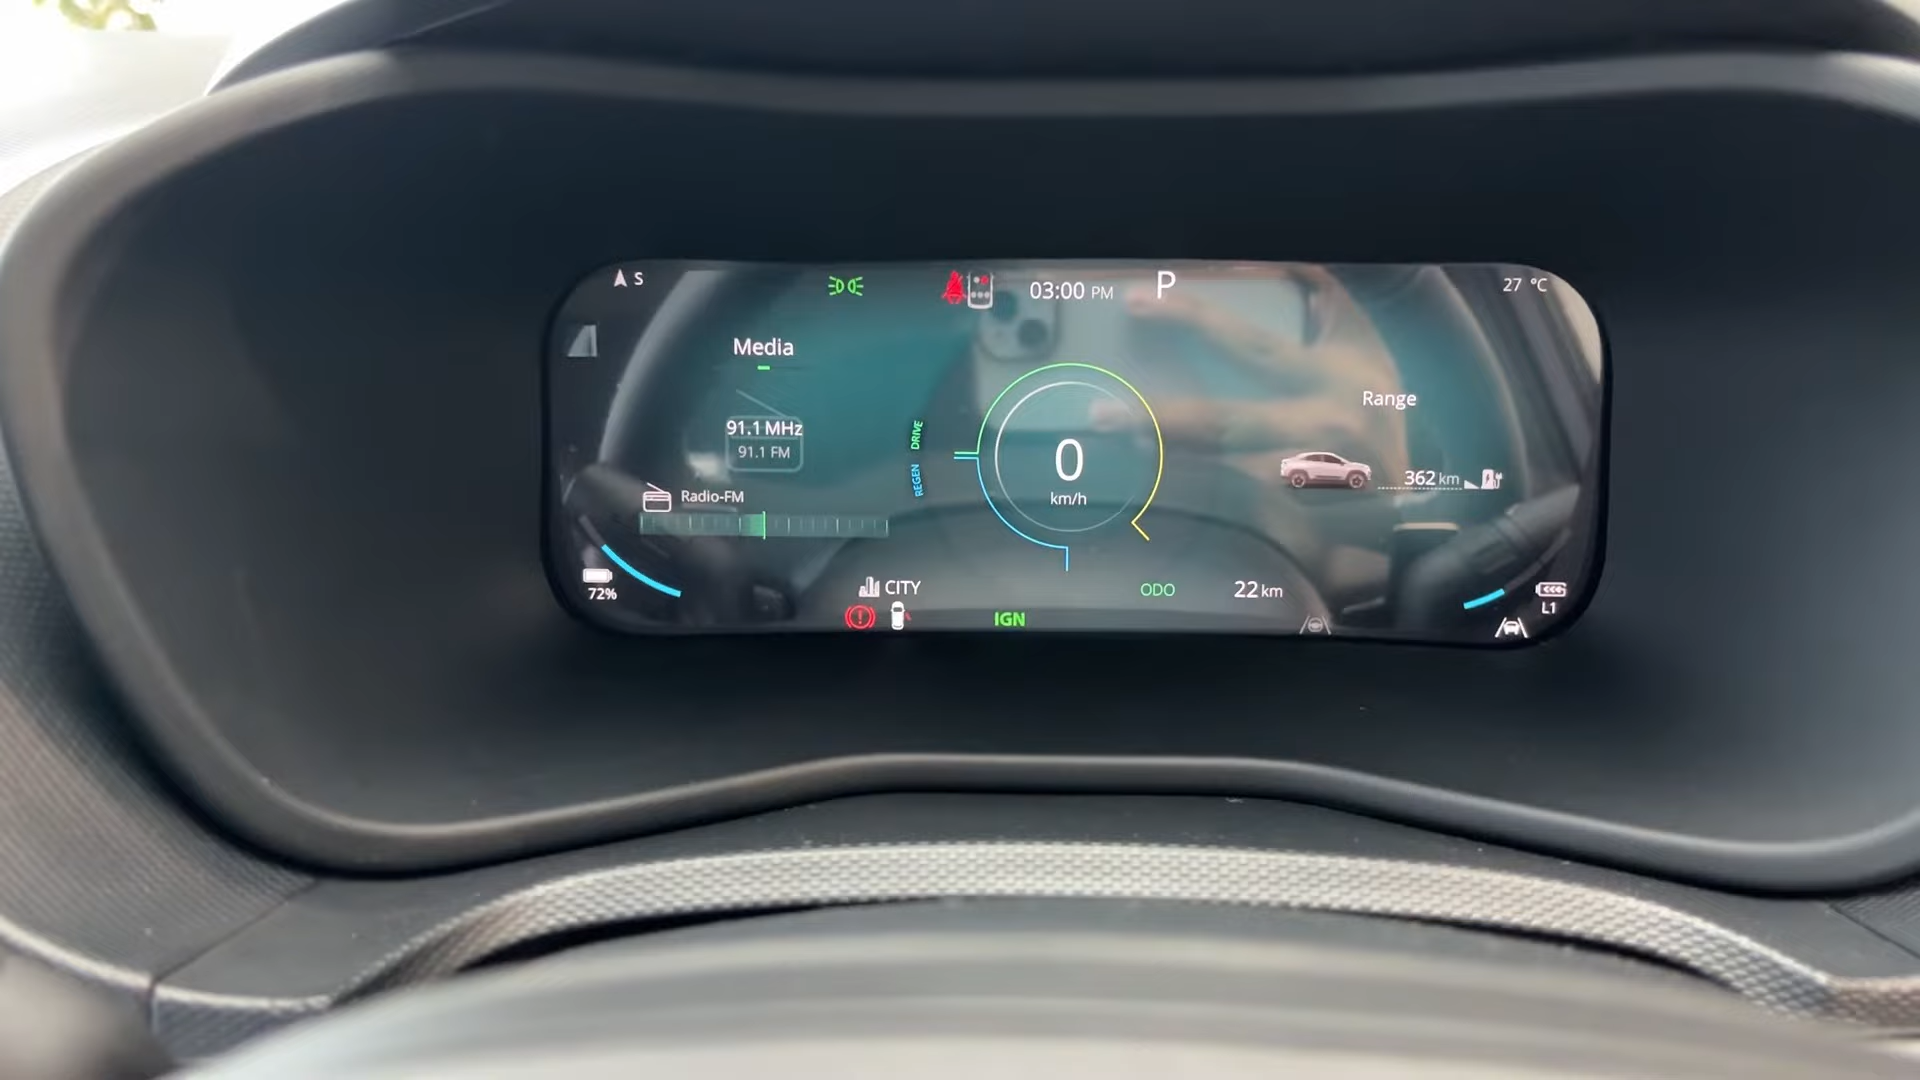 S
03:00 PM
P
27 °C
Media
91.1 MHz
91.1 FM
Radio-FM
DRIVE
REGEN
0
km/h
Range
362 km
72%
CITY
ODO
22 km
L1
IGN